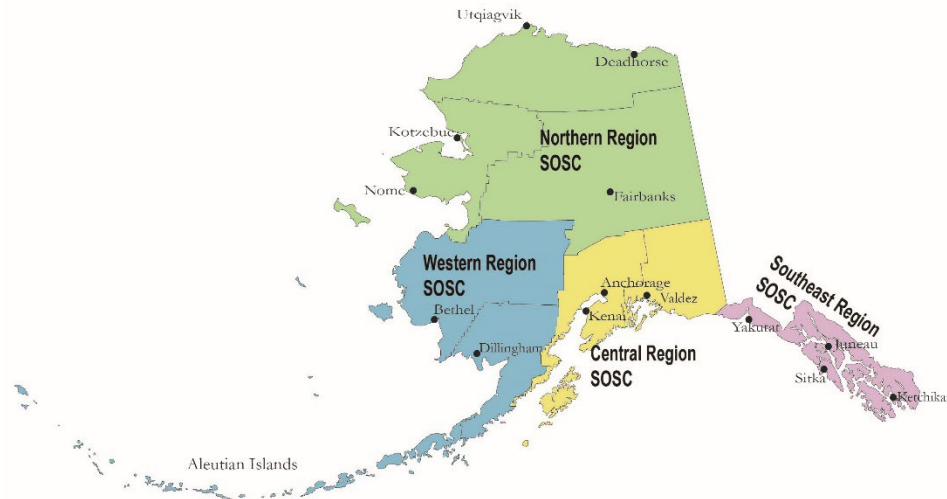 Utqiagvik
Deadhorse
Kotzebue
Northern Region
SOSC
Nome
Fairbanks
Western Region
SOSC
Southeast Region
SOSC
Anchorage
Valdez
Bethel
Kenai
Yakutat
Dillingham
Central Region
SOSC
Juneau
Sitka
Ketchika
Aleutian Islands